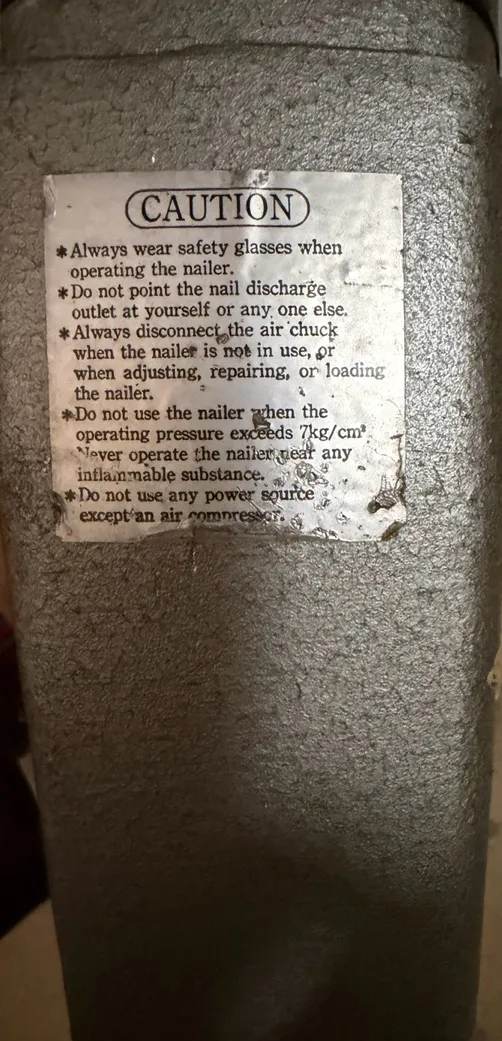 CAUTION
* Always wear safety glasses when
operating the nailer.
* Do not point the nail discharge
outlet at yourself or any one else.
* Always disconnect the air chuck
when the nailer is not in use, or
when adjusting, repairing, or loading
the nailer.
* Do not use the nailer when the
operating pressure exceeds 7kg/cm².
Never operate the nailer near any
inflammable substance.
* Do not use any power source
except an air compressor.